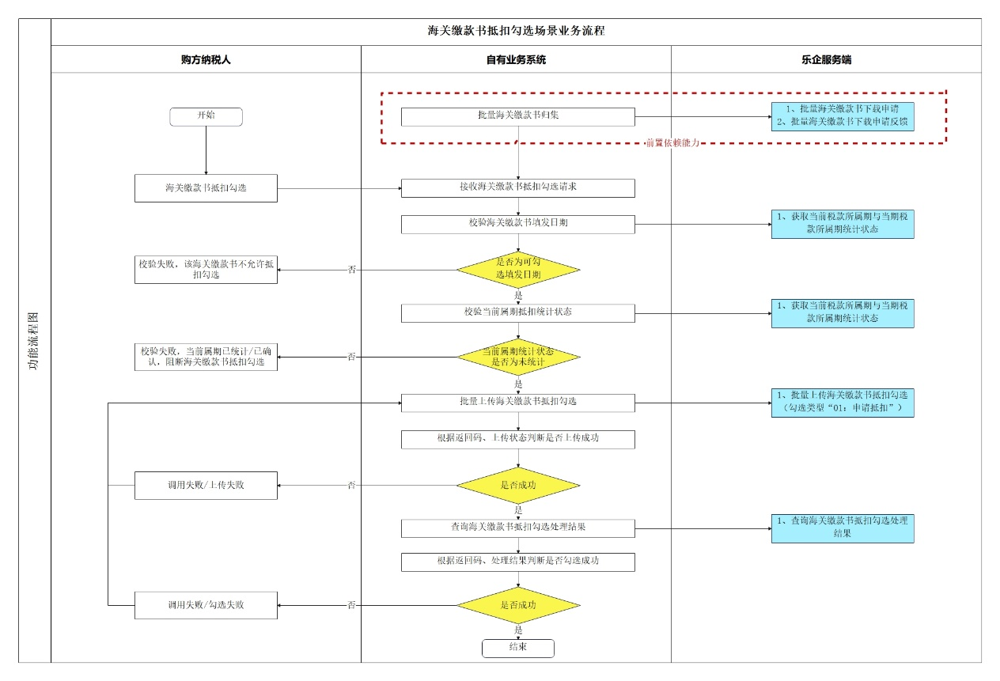 海关缴款书抵扣勾选场景业务流程
购方纳税人
自有业务系统
乐企服务端
功能流程图
开始
批量海关缴款书归集
1、批量海关缴款书下载申请
2、批量海关缴款书下载申请反馈
前置依赖能力
海关缴款书抵扣勾选
接收海关缴款书抵扣勾选请求
校验海关缴款书填发日期
1、获取当前税款所属期与当期税
款所属期统计状态
校验失败，该海关缴款书不允许抵
扣勾选
否
是否为可勾
选填发日期
是
校验当前属期抵扣统计状态
1、获取当前税款所属期与当期税
款所属期统计状态
校验失败，当前属期已统计/已确
认，阻断海关缴款书抵扣勾选
否
当前属期统计状态
是否为未统计
是
批量上传海关缴款书抵扣勾选
1、批量上传海关缴款书抵扣勾选
（勾选类型“01：申请抵扣”）
根据返回码、上传状态判断是否上传成功
调用失败/上传失败
否
是否成功
是
查询海关缴款书抵扣勾选处理结果
1、查询海关缴款书抵扣勾选处理
结果
根据返回码、处理结果判断是否勾选成功
调用失败/勾选失败
否
是否成功
是
结束